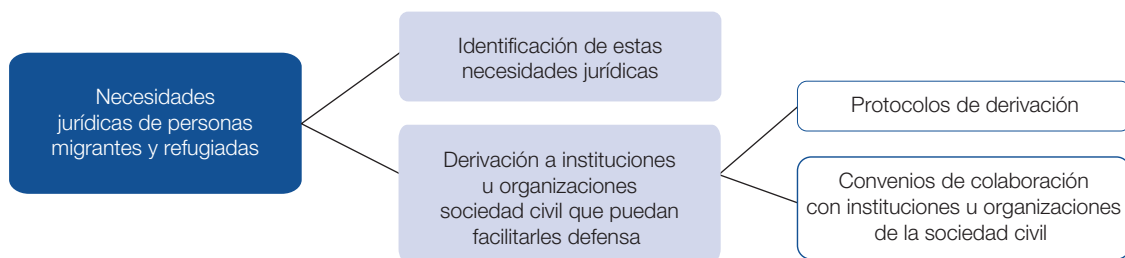 Necesidades
jurídicas de personas
migrantes y refugiadas
Identificación de estas
necesidades jurídicas
Derivación a instituciones
u organizaciones
sociedad civil que puedan
facilitarles defensa
Protocolos de derivación
Convenios de colaboración
con instituciones u organizaciones
de la sociedad civil